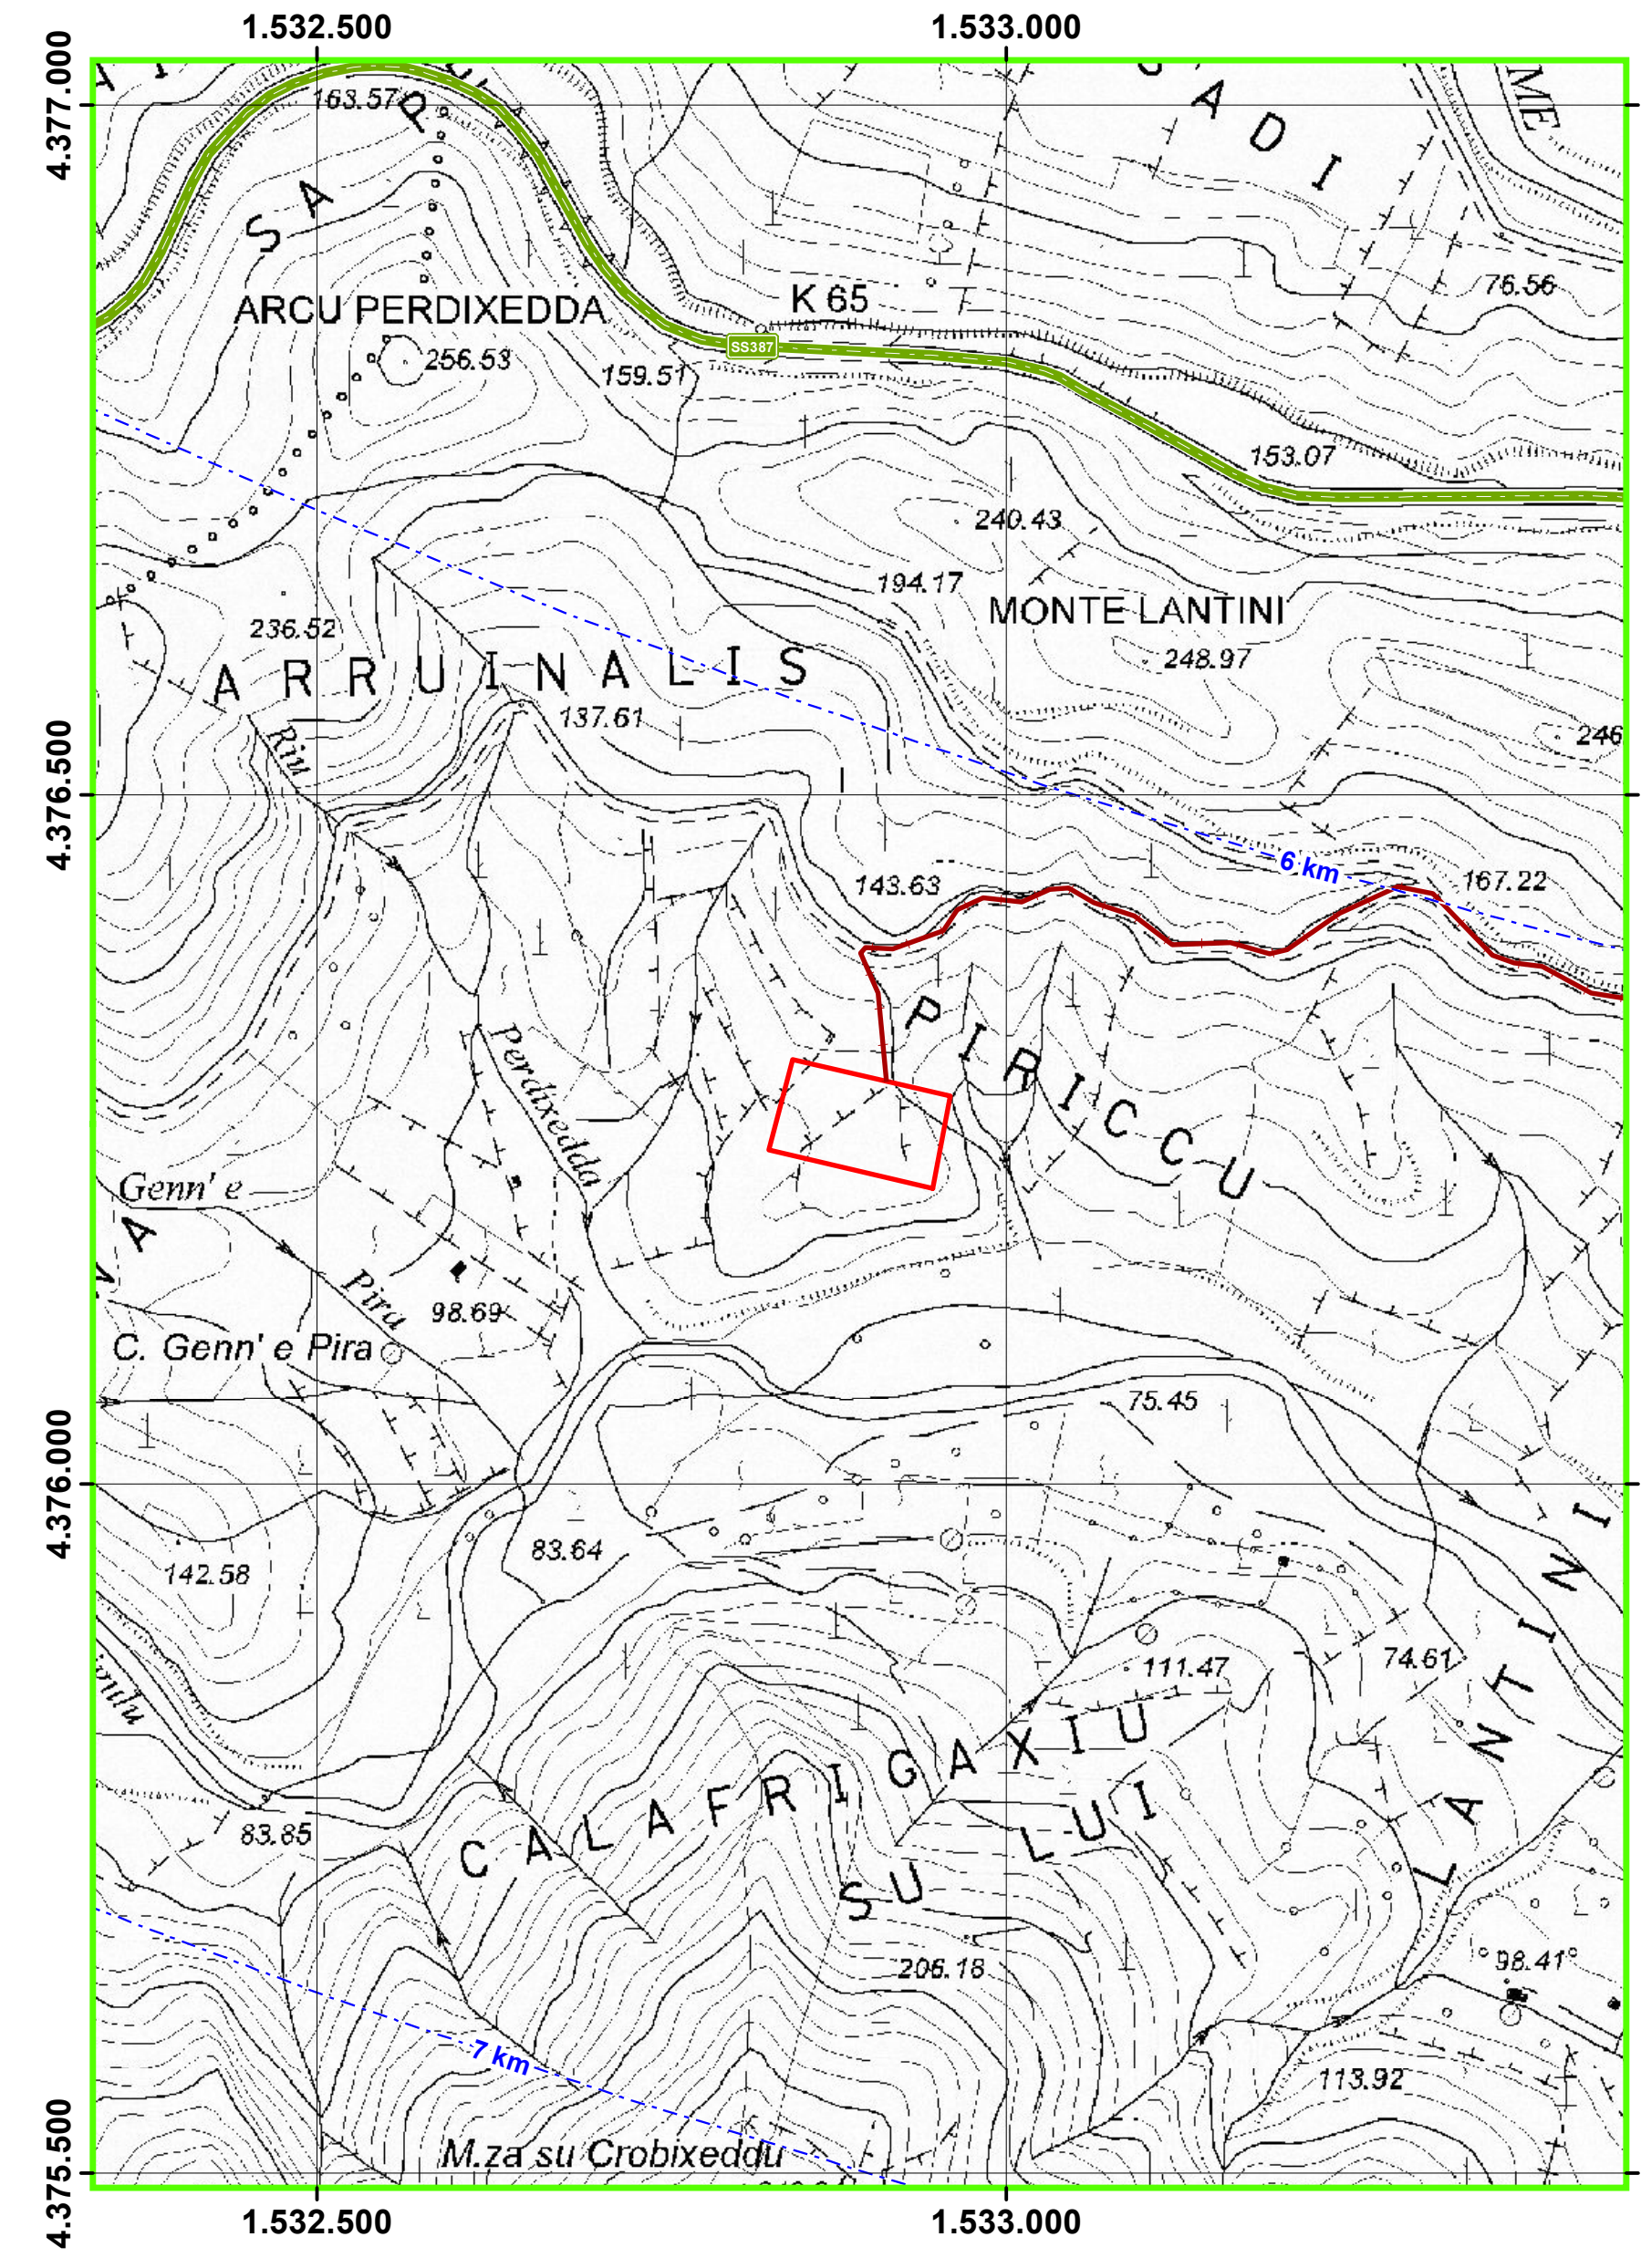 1.532.500
1.533.000
4.377.000
163.57
S A P
A D I
ME
76.56
K 65
ARCU PERDIXEDDA
SS387
256.53
159.51
153.07
240.43
194.17
MONTE LANTINI
236.52
248.97
ARRUINALIS
137.61
246
Riu
4.376.500
6 km
143.63
167.22
PIRICCU
Perdixedda
Genn' e
Pira
98.69
C. Genn' e Pira
75.45
4.376.000
83.64
142.58
111.47
74.61
LANTINI
CALAFRIGAXIU
83.85
SU LUI
206.18
98.41
7 km
113.92
M.za su Crobixeddu
4.375.500
1.532.500
1.533.000